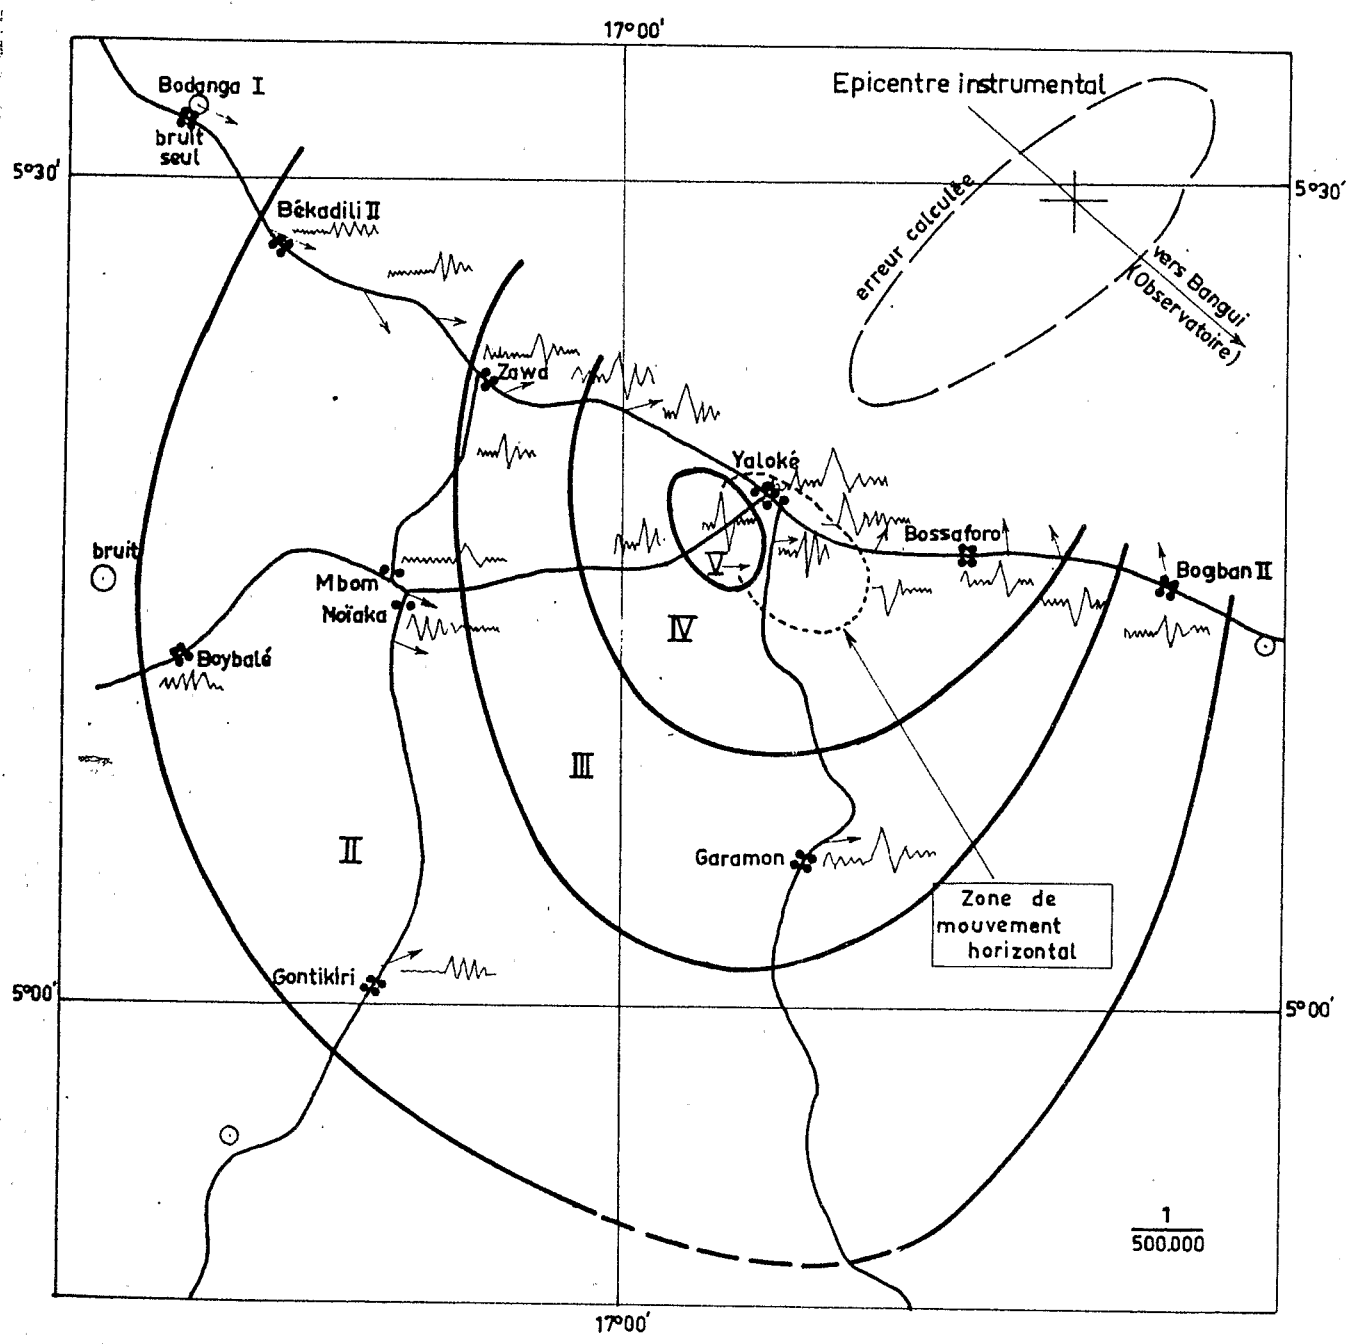 17°00'
Epicentre instrumental
Bodanga I
bruit
seul
5°30'
5°30'
erreur calculée
vers Bangui
(Observatoire)
Békadili II
Zawa
Yaloké
Bossaforo
Bogban II
bruit
Mbom
Noïaka
Boybalé
V
IV
III
II
Garamon
Zone de
mouvement
horizontal
Gontikiri
5°00'
5°00'
1
500.000
17°00'